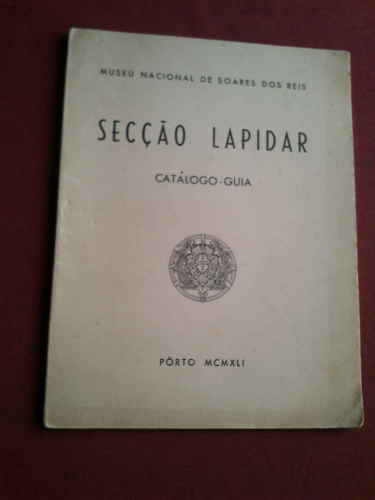 MUSEU NACIONAL DE SOARES DOS REIS
SECÇÃO LAPIDAR
CATÁLOGO-GUIA
PÔRTO MCMXLI